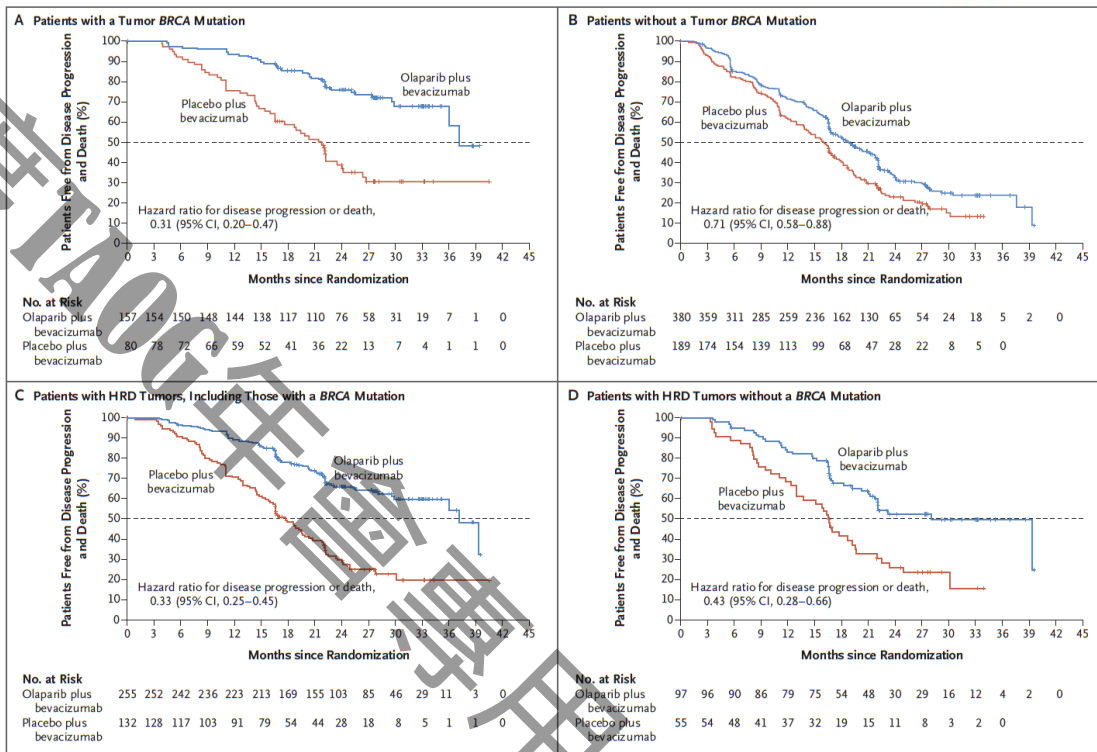 A Patients with a Tumor BRCA Mutation
Patients Free from Disease Progression
and Death (%)
100
90
80
70
60
50
40
30
20
10
0
Olaparib plus
bevacizumab
Placebo plus
bevacizumab
Hazard ratio for disease progression or death,
0.31 (95% CI, 0.20–0.47)
0 3 6 9 12 15 18 21 24 27 30 33 36 39 42 45
Months since Randomization
No. at Risk
Olaparib plus 157 154 150 148 144 138 117 110 76 58 31 19 7 1 0
bevacizumab
Placebo plus 80 78 72 66 59 52 41 36 22 13 7 4 1 1 0
bevacizumab
B Patients without a Tumor BRCA Mutation
Patients Free from Disease Progression
and Death (%)
100
90
80
70
60
50
40
30
20
10
0
Placebo plus
bevacizumab
Olaparib plus
bevacizumab
Hazard ratio for disease progression or death,
0.71 (95% CI, 0.58–0.88)
0 3 6 9 12 15 18 21 24 27 30 33 36 39 42 45
Months since Randomization
No. at Risk
Olaparib plus 380 359 311 285 259 236 162 130 65 54 24 18 5 2 0
bevacizumab
Placebo plus 189 174 154 139 113 99 68 47 28 22 8 5 0
bevacizumab
C Patients with HRD Tumors, Including Those with a BRCA Mutation
Patients Free from Disease Progression
and Death (%)
100
90
80
70
60
50
40
30
20
10
0
Olaparib plus
bevacizumab
Placebo plus
bevacizumab
Hazard ratio for disease progression or death,
0.33 (95% CI, 0.25–0.45)
0 3 6 9 12 15 18 21 24 27 30 33 36 39 42 45
Months since Randomization
No. at Risk
Olaparib plus 255 252 242 236 223 213 169 155 103 85 46 29 11 3 0
bevacizumab
Placebo plus 132 128 117 103 91 79 54 44 28 18 8 5 1 1 0
bevacizumab
D Patients with HRD Tumors without a BRCA Mutation
Patients Free from Disease Progression
and Death (%)
100
90
80
70
60
50
40
30
20
10
0
Olaparib plus
bevacizumab
Placebo plus
bevacizumab
Hazard ratio for disease progression or death,
0.43 (95% CI, 0.28–0.66)
0 3 6 9 12 15 18 21 24 27 30 33 36 39 42 45
Months since Randomization
No. at Risk
Olaparib plus 97 96 90 86 79 75 54 48 30 29 16 12 4 2 0
bevacizumab
Placebo plus 55 54 48 41 37 32 19 15 11 8 3 2 0
bevacizumab
TAOG年會專用